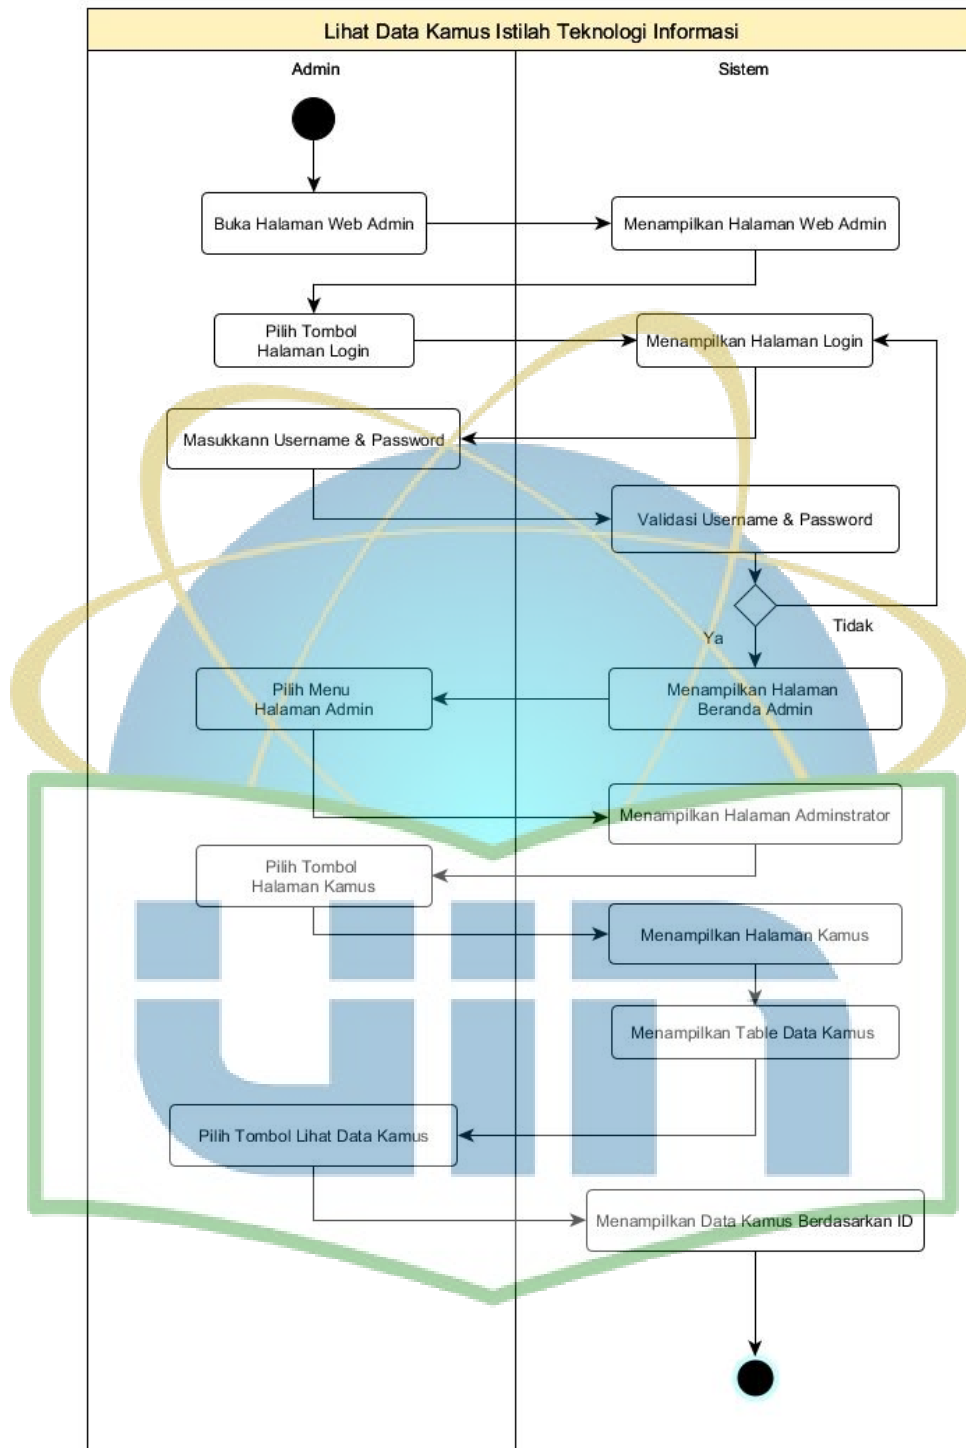 Lihat Data Kamus Istilah Teknologi Informasi
Admin
Sistem
Buka Halaman Web Admin
Menampilkan Halaman Web Admin
Pilih Tombol
Halaman Login
Menampilkan Halaman Login
Masukkann Username & Password
Validasi Username & Password
Ya
Tidak
Menampilkan Halaman
Beranda Admin
Pilih Menu
Halaman Admin
Menampilkan Halaman Adminstrator
Pilih Tombol
Halaman Kamus
Menampilkan Halaman Kamus
Menampilkan Table Data Kamus
Pilih Tombol Lihat Data Kamus
Menampilkan Data Kamus Berdasarkan ID
uin